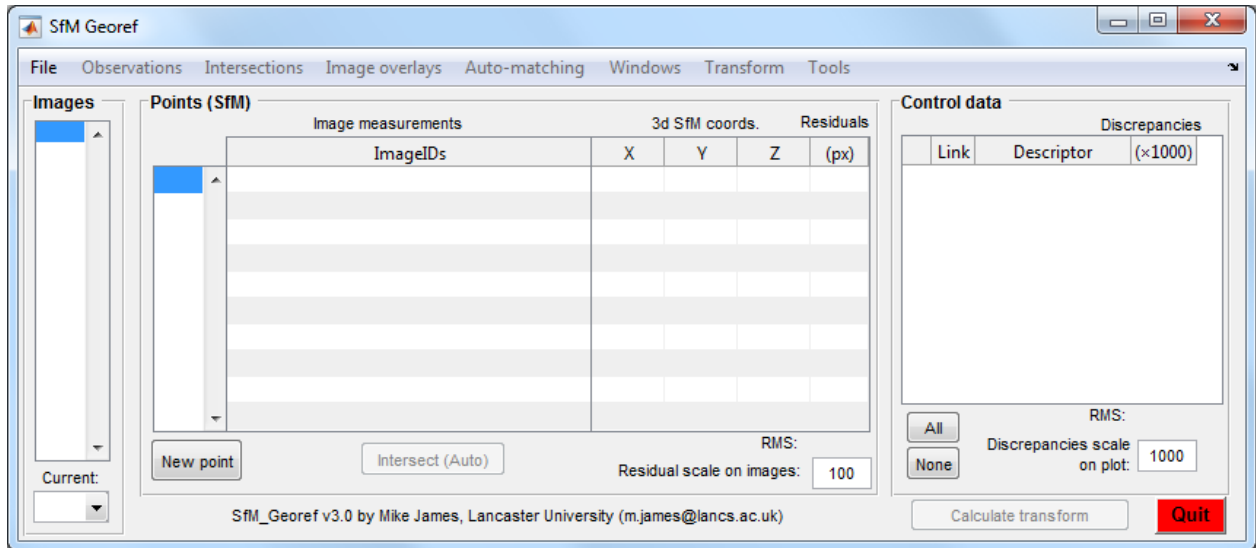 SfM Georef
File Observations Intersections Image overlays Auto-matching Windows Transform Tools
Images
Current:
Points (SfM)
Image measurements 3d SfM coords. Residuals
ImageIDs X Y Z (px)
New point
Intersect (Auto)
RMS:
Residual scale on images: 100
Control data
Discrepancies
Link Descriptor (×1000)
All
None
RMS:
Discrepancies scale
on plot: 1000
SfM_Georef v3.0 by Mike James, Lancaster University (m.james@lancs.ac.uk)
Calculate transform
Quit